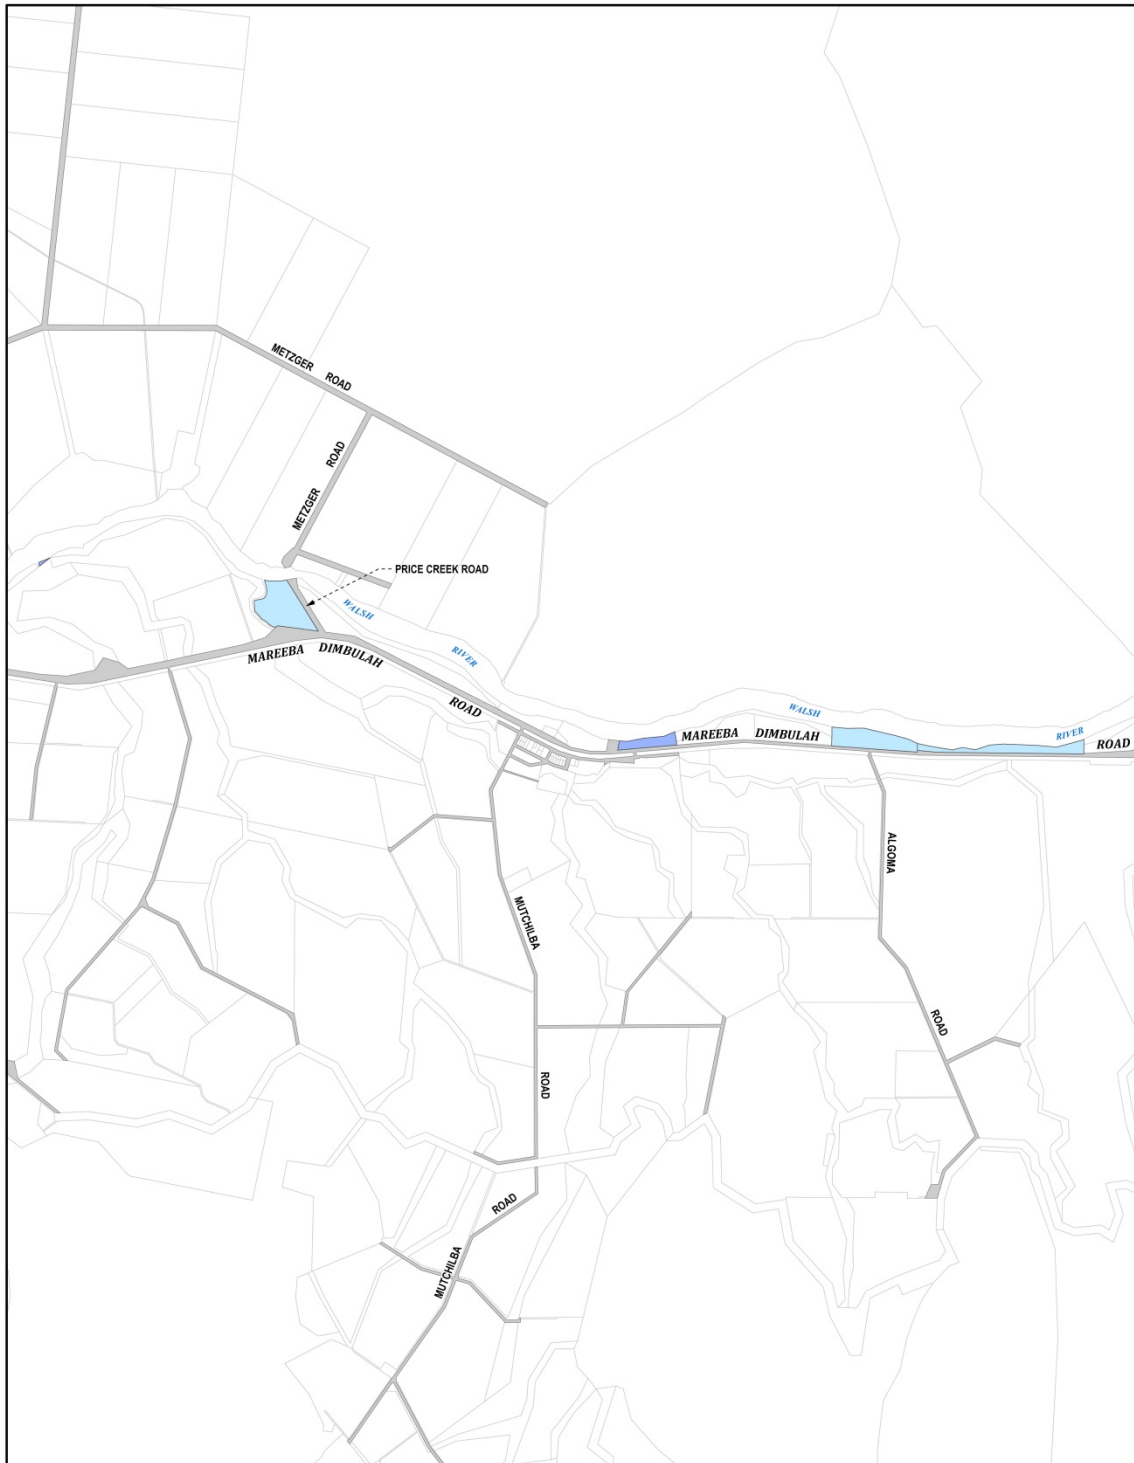 METZGER ROAD
METZGER ROAD
PRICE CREEK ROAD
WALSH RIVER
MAREEBA DIMBULAH ROAD
WALSH RIVER
MAREEBA DIMBULAH ROAD
ALGOMA ROAD
MUTCHILBA ROAD
MUTCHILBA ROAD